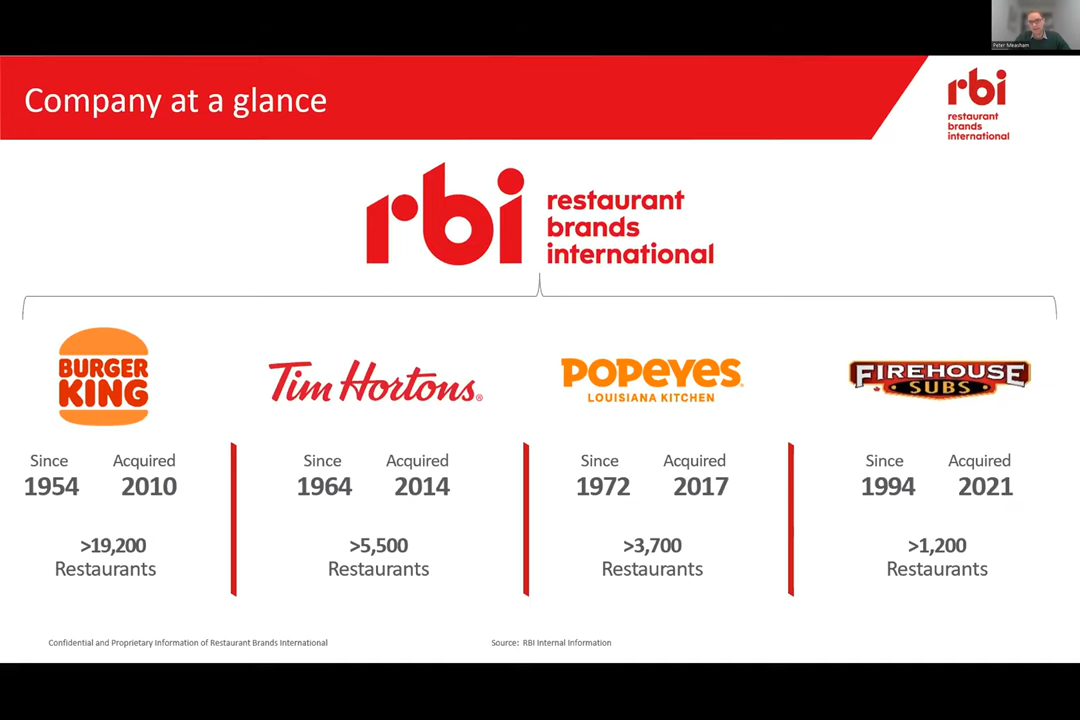 Peter Measham
Company at a glance
rbi
restaurant
brands
international
rbi
restaurant
brands
international
BURGER
KING
Tim Hortons®
POPEYES®
LOUISIANA KITCHEN
FIREHOUSE
SUBS
Since Acquired
1954 2010
>19,200
Restaurants
Since Acquired
1964 2014
>5,500
Restaurants
Since Acquired
1972 2017
>3,700
Restaurants
Since Acquired
1994 2021
>1,200
Restaurants
Confidential and Proprietary Information of Restaurant Brands International
Source: RBI Internal Information